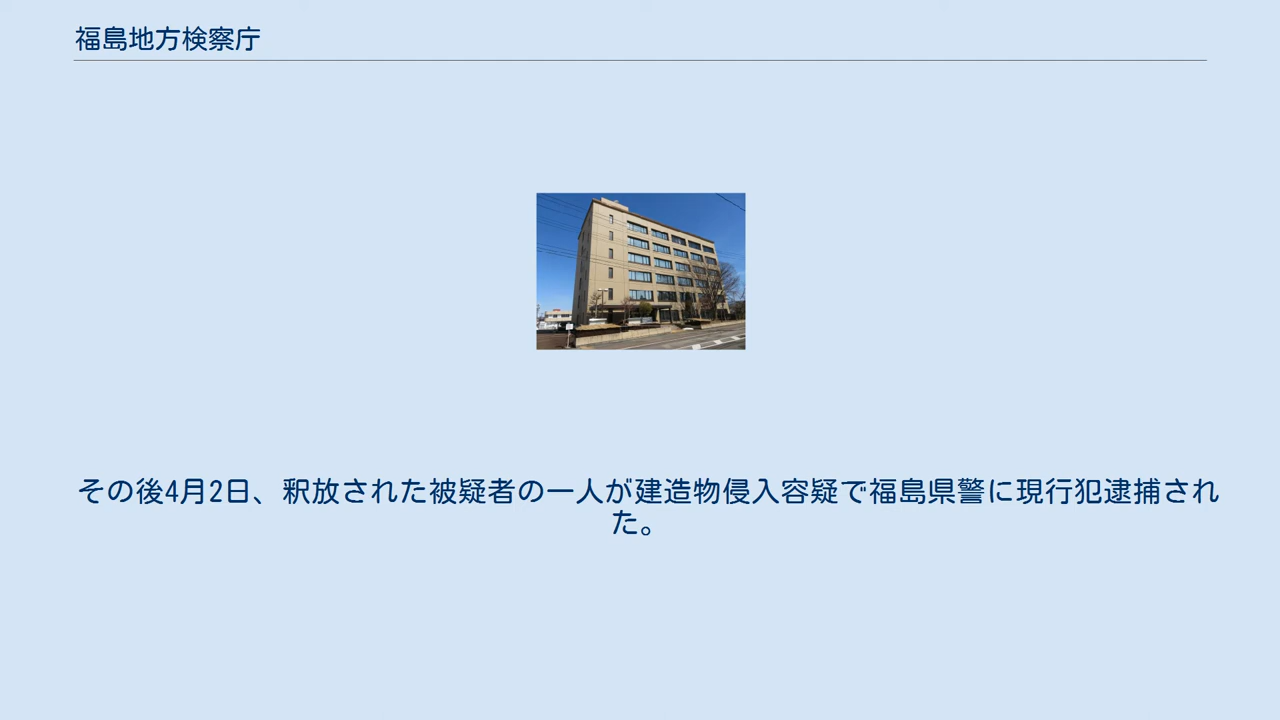 福島地方検察庁
その後4月2日、釈放された被疑者の一人が建造物侵入容疑で福島県警に現行犯逮捕され
た。